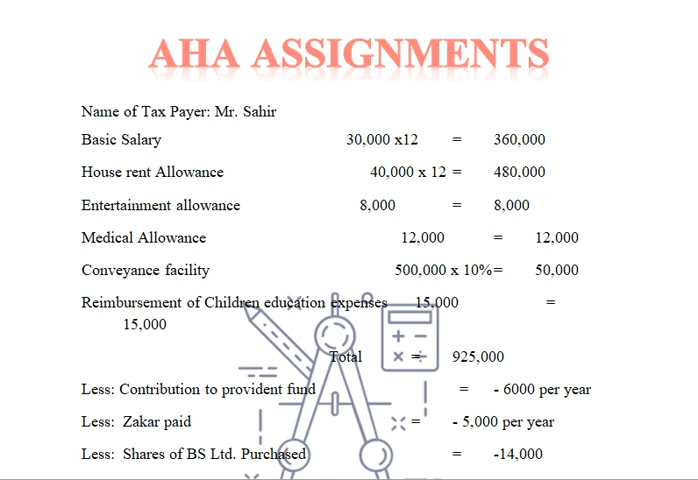 AHA ASSIGNMENTS
Name of Tax Payer: Mr. Sahir
Basic Salary 30,000 x12 = 360,000
House rent Allowance 40,000 x 12 = 480,000
Entertainment allowance 8,000 = 8,000
Medical Allowance 12,000 = 12,000
Conveyance facility 500,000 x 10%= 50,000
Reimbursement of Children education expenses 15,000 =
15,000
Total = 925,000
Less: Contribution to provident fund = - 6000 per year
Less: Zakar paid = - 5,000 per year
Less: Shares of BS Ltd. Purchased = -14,000